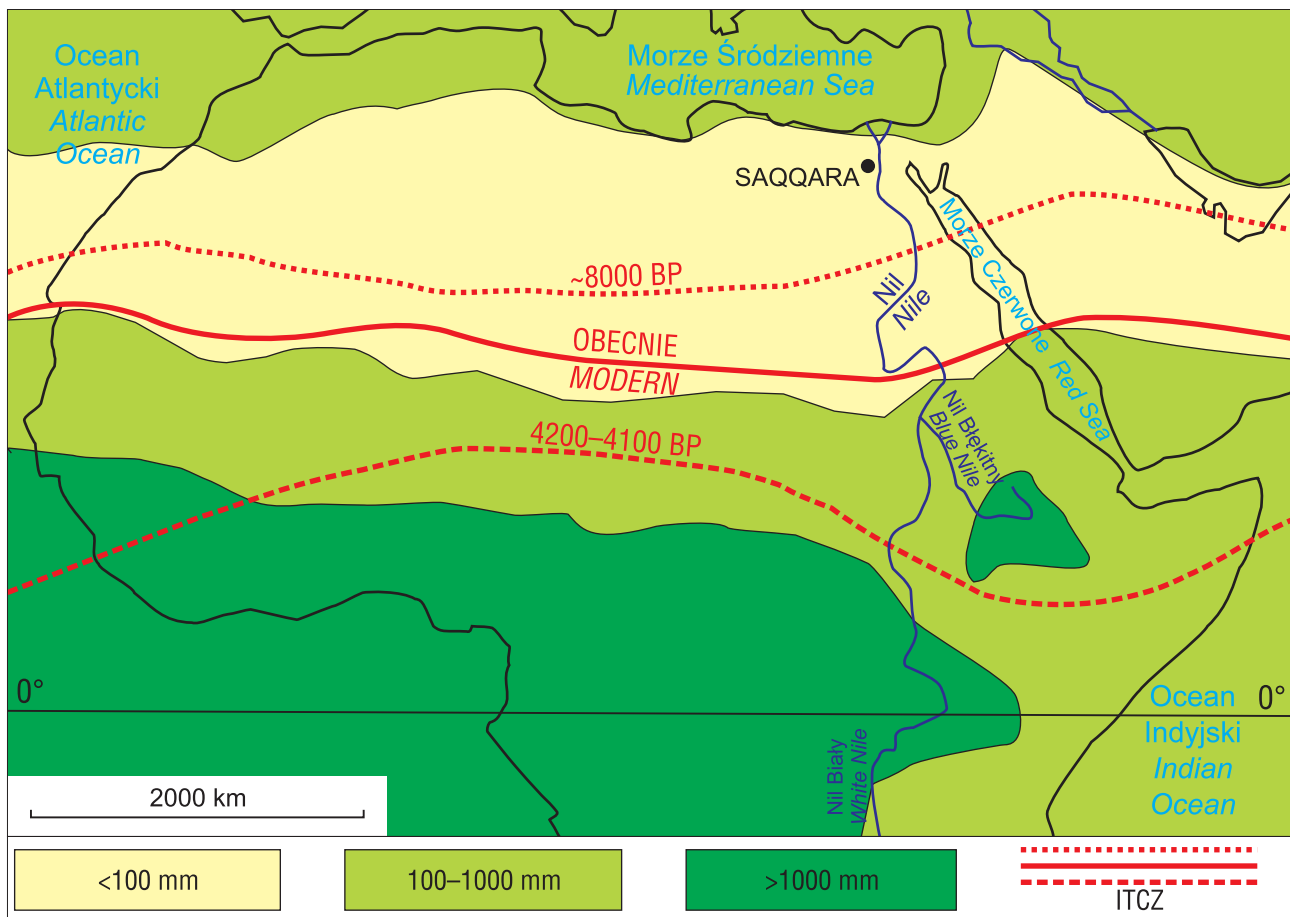 Ocean
Atlantycki
Atlantic
Ocean
Morze Śródziemne
Mediterranean Sea
SAQQARA
Morze Czerwone Red Sea
~8000 BP
Nil
Nile
OBECNIE
MODERN
4200–4100 BP
Nil Błękitny
Blue Nile
0°
0°
Ocean
Indyjski
Indian
Ocean
Nil Biały
White Nile
2000 km
<100 mm
100–1000 mm
>1000 mm
ITCZ